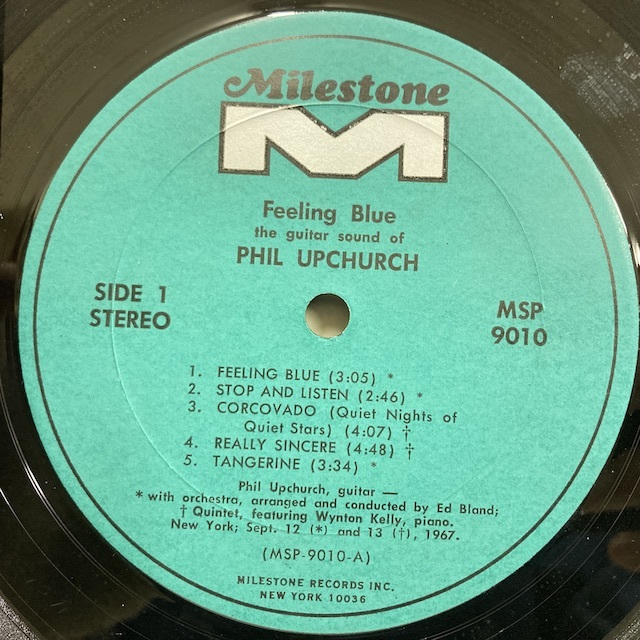 Milestone
M
Feeling Blue
the guitar sound of
PHIL UPCHURCH
SIDE 1
STEREO
MSP
9010
1. FEELING BLUE (3:05) *
2. STOP AND LISTEN (2:46) *
3. CORCOVADO (Quiet Nights of
Quiet Stars) (4:07) †
4. REALLY SINCERE (4:48) †
5. TANGERINE (3:34) *
Phil Upchurch, guitar —
* with orchestra, arranged and conducted by Ed Bland;
† Quintet, featuring Wynton Kelly, piano.
New York; Sept. 12 (*) and 13 (†), 1967.
(MSP-9010-A)
MILESTONE RECORDS INC.
NEW YORK 10036